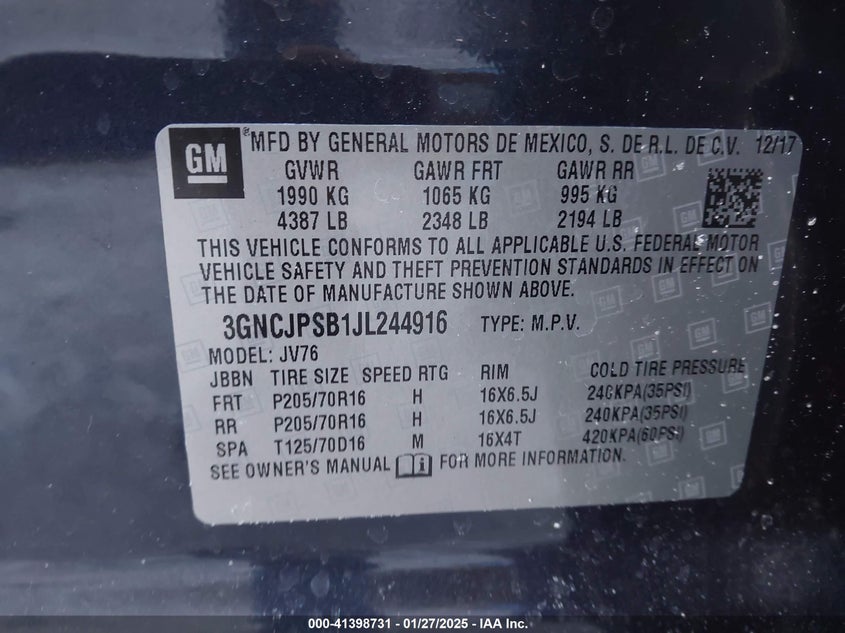 GM
® MFD BY GENERAL MOTORS DE MEXICO, S. DE R.L. DE C.V. 12/17
GVWR GAWR FRT GAWR RR
1990 KG 1065 KG 995 KG
4387 LB 2348 LB 2194 LB
THIS VEHICLE CONFORMS TO ALL APPLICABLE U.S. FEDERAL MOTOR
VEHICLE SAFETY AND THEFT PREVENTION STANDARDS IN EFFECT ON
THE DATE OF MANUFACTURE SHOWN ABOVE.
3GNCJPSB1JL244916 TYPE: M.P.V.
MODEL: JV76
JBBN TIRE SIZE SPEED RTG RIM COLD TIRE PRESSURE
FRT P205/70R16 H 16X6.5J 240KPA(35PSI)
RR P205/70R16 H 16X6.5J 240KPA(35PSI)
SPA T125/70D16 M 16X4T 420KPA(60PSI)
SEE OWNER'S MANUAL FOR MORE INFORMATION.
000-41398731 - 01/27/2025 - IAAI.COM